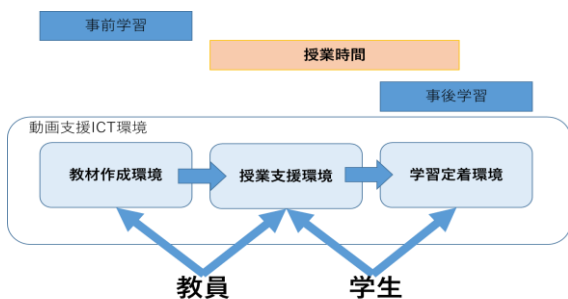 事前学習
授業時間
事後学習
動画支援ICT環境
教材作成環境
授業支援環境
学習定着環境
教員
学生